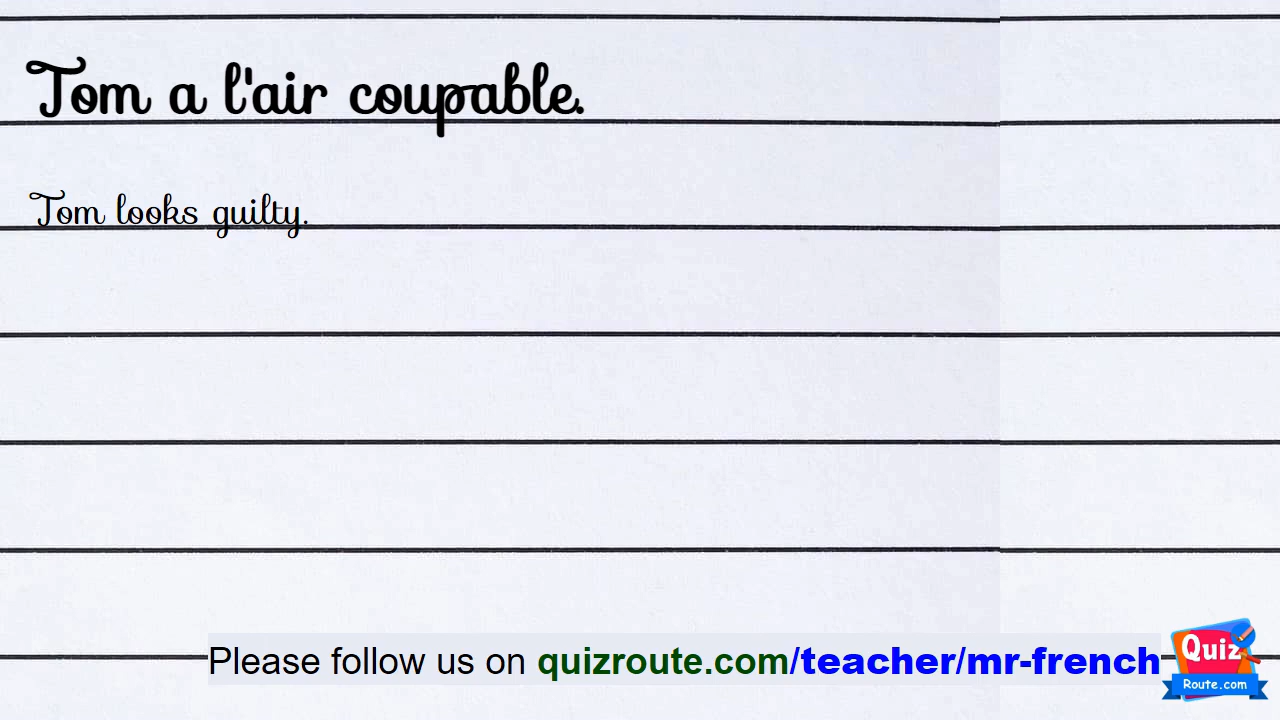 Tom a l'air coupable.
Tom looks guilty.
Please follow us on quizroute.com/teacher/mr-french
Quiz
Route.com